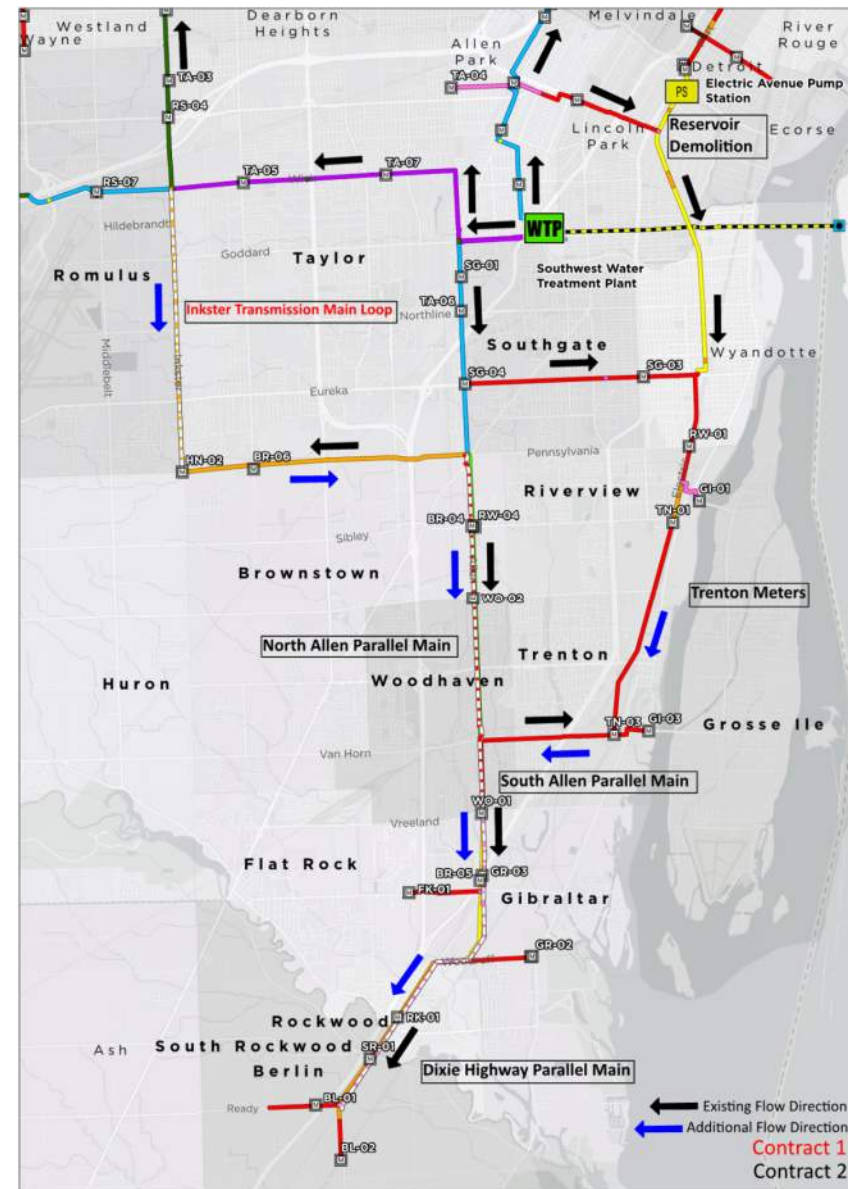 Westland
Wayne
Dearborn
Heights
Melvindale
River
Rouge
Allen
Park
TA-03
TA-04
Detroit
PS
Electric Avenue Pump
Station
RS-04
Lincoln
Park
Reservoir
Demolition
Ecorse
TA-05
TA-07
RS-07
Hildebrandt
WTP
Goddard
Taylor
Romulus
SG-01
Southwest Water
Treatment Plant
Inkster Transmission Main Loop
TA-06
Northline
Southgate
Middlebelt
Inkster
Wyandotte
SG-04
SG-03
Eureka
RW-01
Pennsylvania
HN-02
BR-06
Riverview
GI-01
TN-01
BR-04
RW-04
Sibley
Brownstown
WO-02
Trenton Meters
North Allen Parallel Main
Trenton
Huron
Woodhaven
TN-03
GI-03
Grosse Ile
Van Horn
South Allen Parallel Main
WO-01
Vreeland
Flat Rock
BR-05
GR-03
FK-01
Gibraltar
GR-02
Rockwood
RK-01
Ash
South Rockwood
SR-01
Berlin
Dixie Highway Parallel Main
Ready
BL-01
BL-02
Existing Flow Direction
Additional Flow Direction
Contract 1
Contract 2